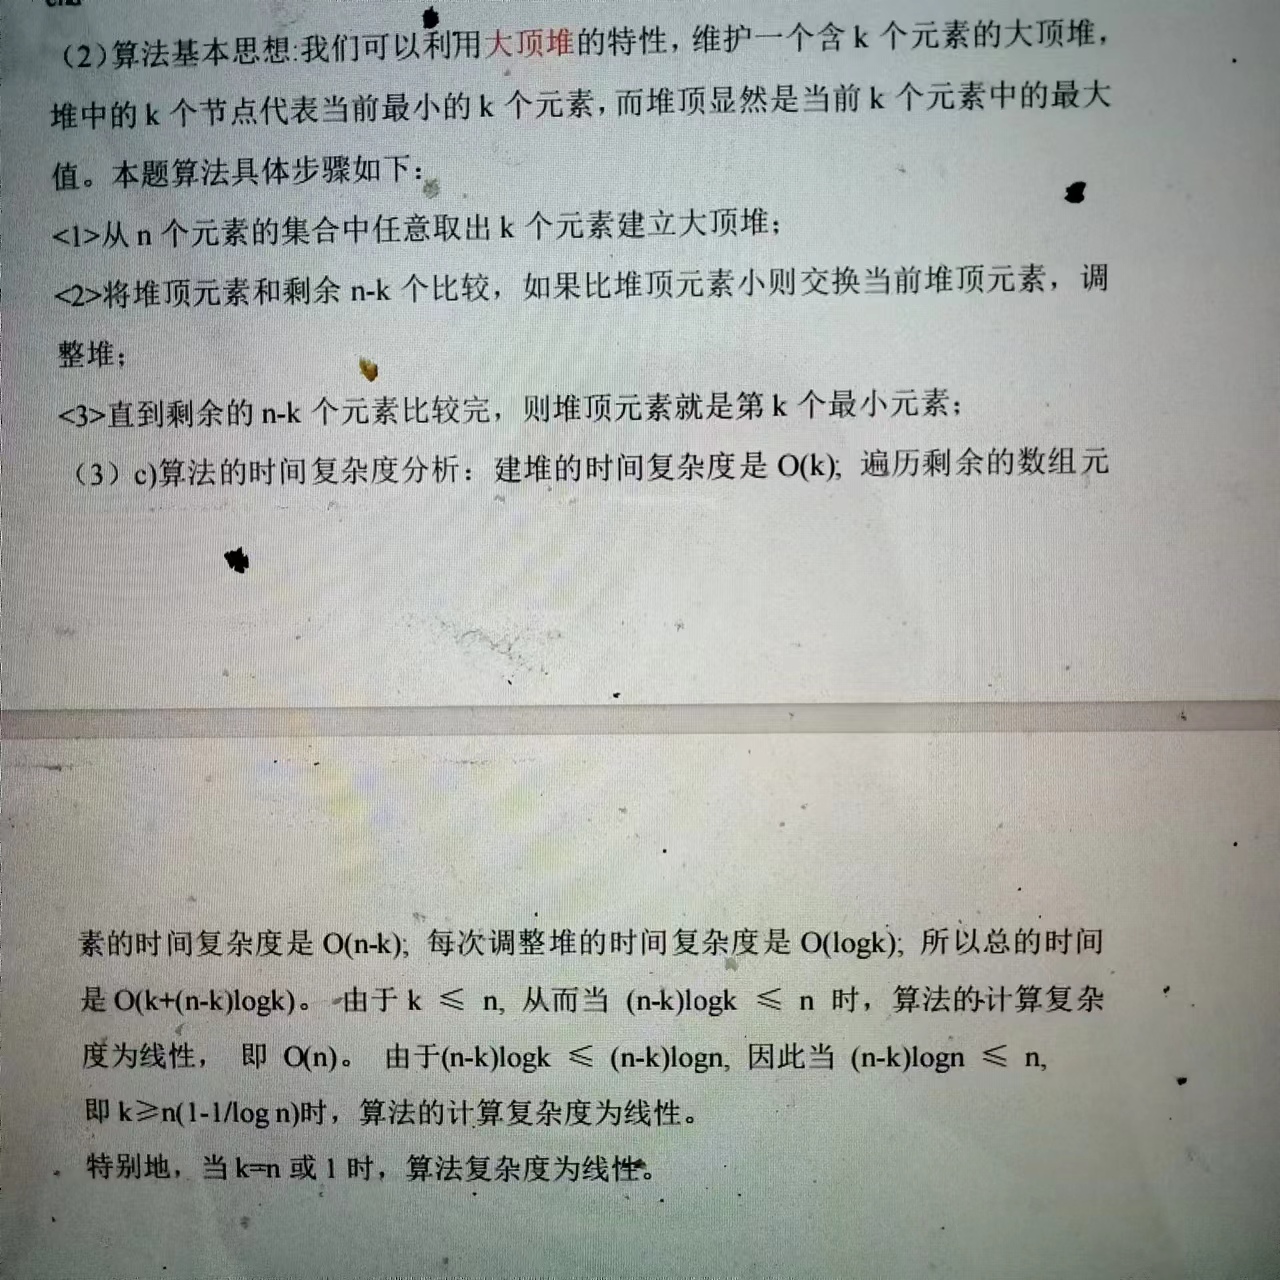 （2）算法基本思想:我们可以利用大顶堆的特性，维护一个含 k 个元素的大顶堆，
堆中的 k 个节点代表当前最小的 k 个元素，而堆顶显然是当前 k 个元素中的最大
值。本题算法具体步骤如下：
<1>从 n 个元素的集合中任意取出 k 个元素建立大顶堆；
<2>将堆顶元素和剩余 n-k 个比较，如果比堆顶元素小则交换当前堆顶元素，调
整堆；
<3>直到剩余的 n-k 个元素比较完，则堆顶元素就是第 k 个最小元素；
（3）c)算法的时间复杂度分析：建堆的时间复杂度是 O(k); 遍历剩余的数组元
素的时间复杂度是 O(n-k); 每次调整堆的时间复杂度是 O(logk); 所以总的时间
是 O(k+(n-k)logk)。 由于 k ≤ n, 从而当 (n-k)logk ≤ n 时，算法的计算复杂
度为线性， 即 O(n)。 由于(n-k)logk ≤ (n-k)logn, 因此当 (n-k)logn ≤ n,
即 k≥n(1-1/log n)时，算法的计算复杂度为线性。
特别地，当 k=n 或 1 时，算法复杂度为线性。